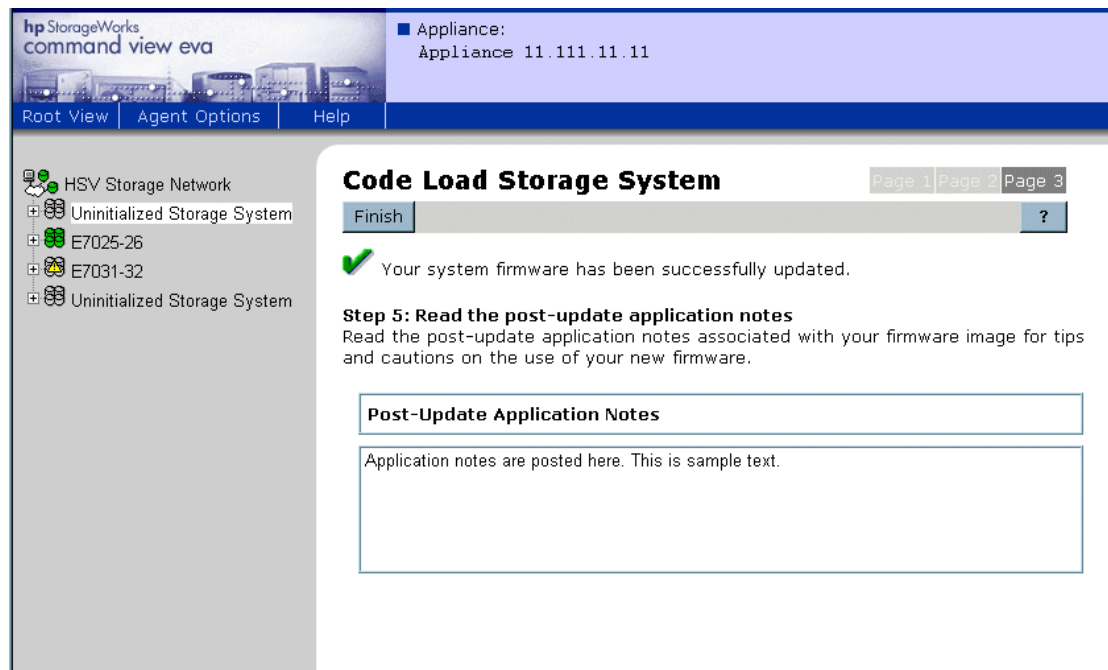 hp StorageWorks
command view eva
Appliance:
Appliance 11.111.11.11
Root View Agent Options Help
HSV Storage Network
Uninitialized Storage System
E7025-26
E7031-32
Uninitialized Storage System
Code Load Storage System
Page 1 Page 2 Page 3
Finish ?
Your system firmware has been successfully updated.
Step 5: Read the post-update application notes
Read the post-update application notes associated with your firmware image for tips
and cautions on the use of your new firmware.
Post-Update Application Notes
Application notes are posted here. This is sample text.